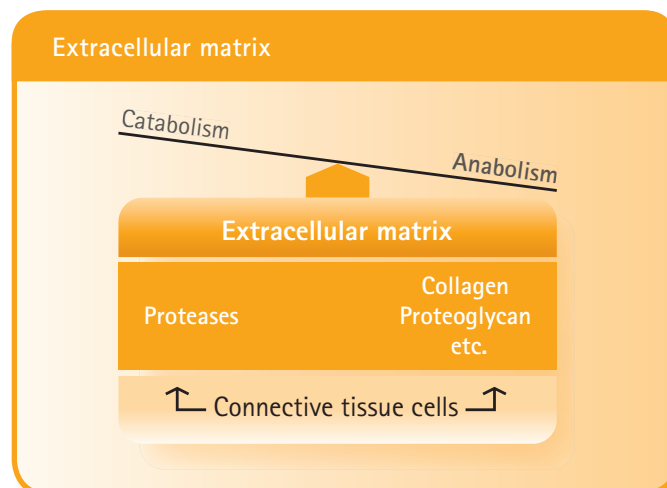 Extracellular matrix
Catabolism
Anabolism
Extracellular matrix
Proteases
Collagen
Proteoglycan
etc.
Connective tissue cells